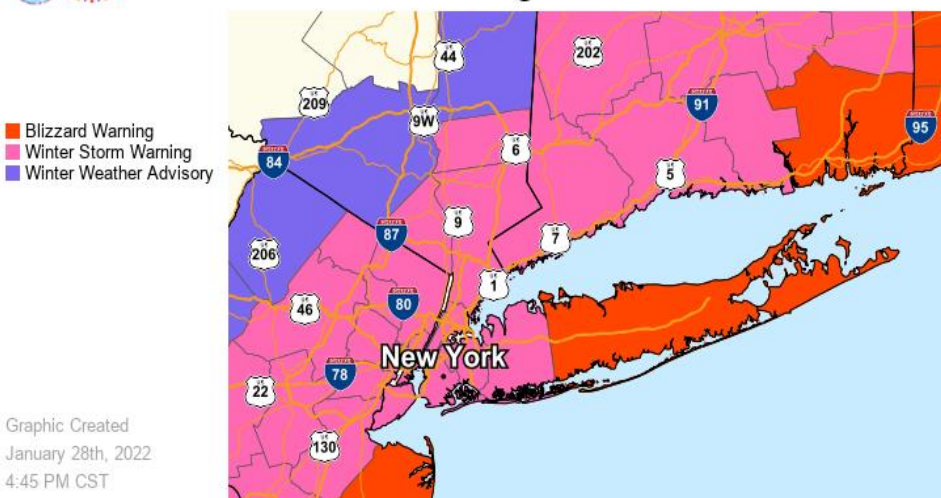 Blizzard Warning
Winter Storm Warning
Winter Weather Advisory
Graphic Created
January 28th, 2022
4:45 PM CST
44
202
209
9W
91
95
6
84
5
9
87
7
206
1
46
80
New York
78
22
130